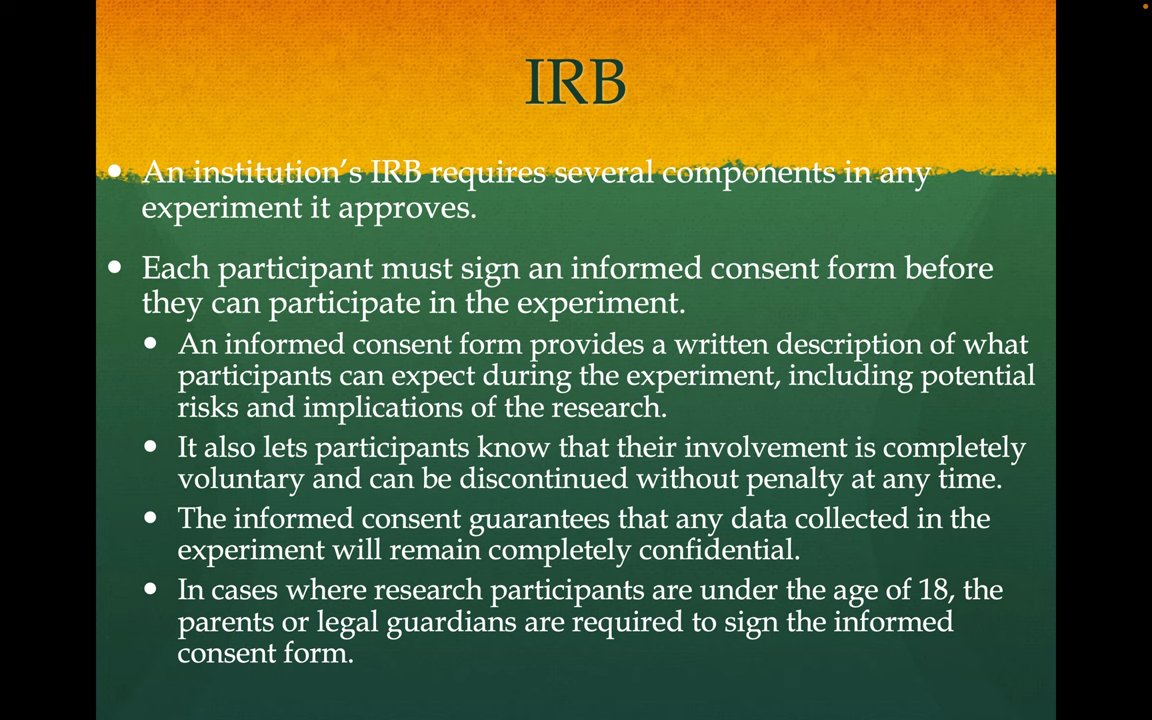 IRB
• An institution’s IRB requires several components in any
experiment it approves.
• Each participant must sign an informed consent form before
they can participate in the experiment.
• An informed consent form provides a written description of what
participants can expect during the experiment, including potential
risks and implications of the research.
• It also lets participants know that their involvement is completely
voluntary and can be discontinued without penalty at any time.
• The informed consent guarantees that any data collected in the
experiment will remain completely confidential.
• In cases where research participants are under the age of 18, the
parents or legal guardians are required to sign the informed
consent form.